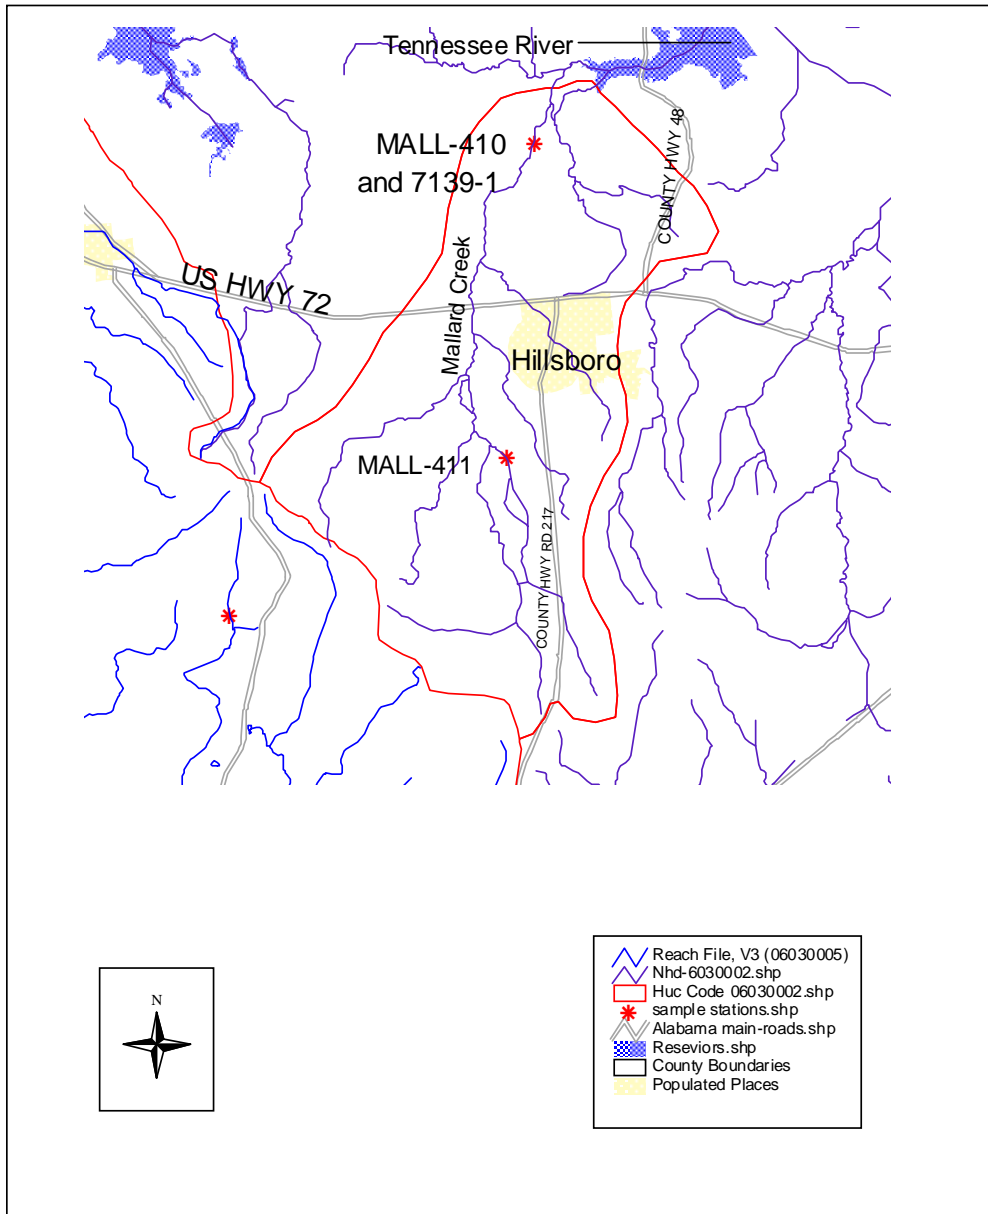 Tennessee River
MALL-410
and 7139-1
COUNTY HWY 48
US HWY 72
Mallard Creek
Hillsboro
MALL-411
COUNTY HWY RD 217
N
Reach File, V3 (06030005)
Nhd-6030002.shp
Huc Code 06030002.shp
sample stations.shp
Alabama main-roads.shp
Reseviors.shp
County Boundaries
Populated Places